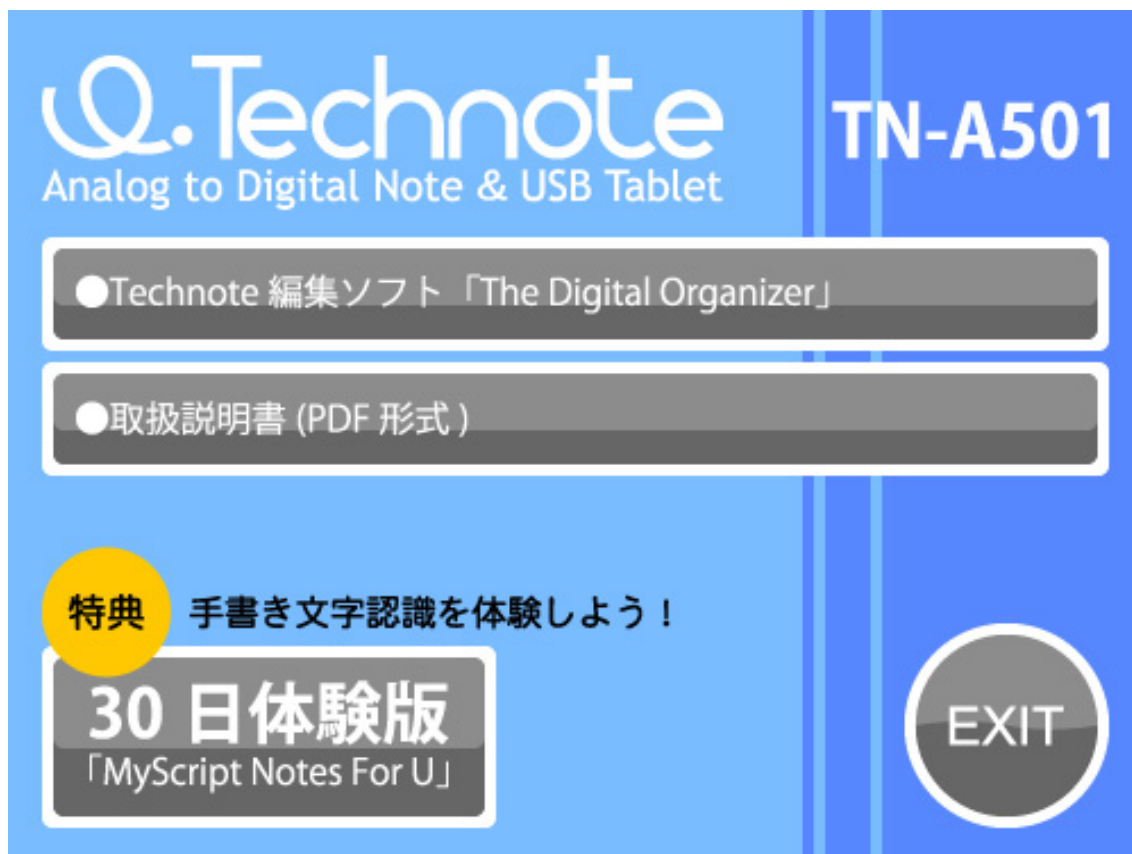 Technote
TN-A501
Analog to Digital Note & USB Tablet
●Technote 編集ソフト「The Digital Organizer」
●取扱説明書 (PDF 形式 )
特典
手書き文字認識を体験しよう！
30 日体験版
「MyScript Notes For U」
EXIT